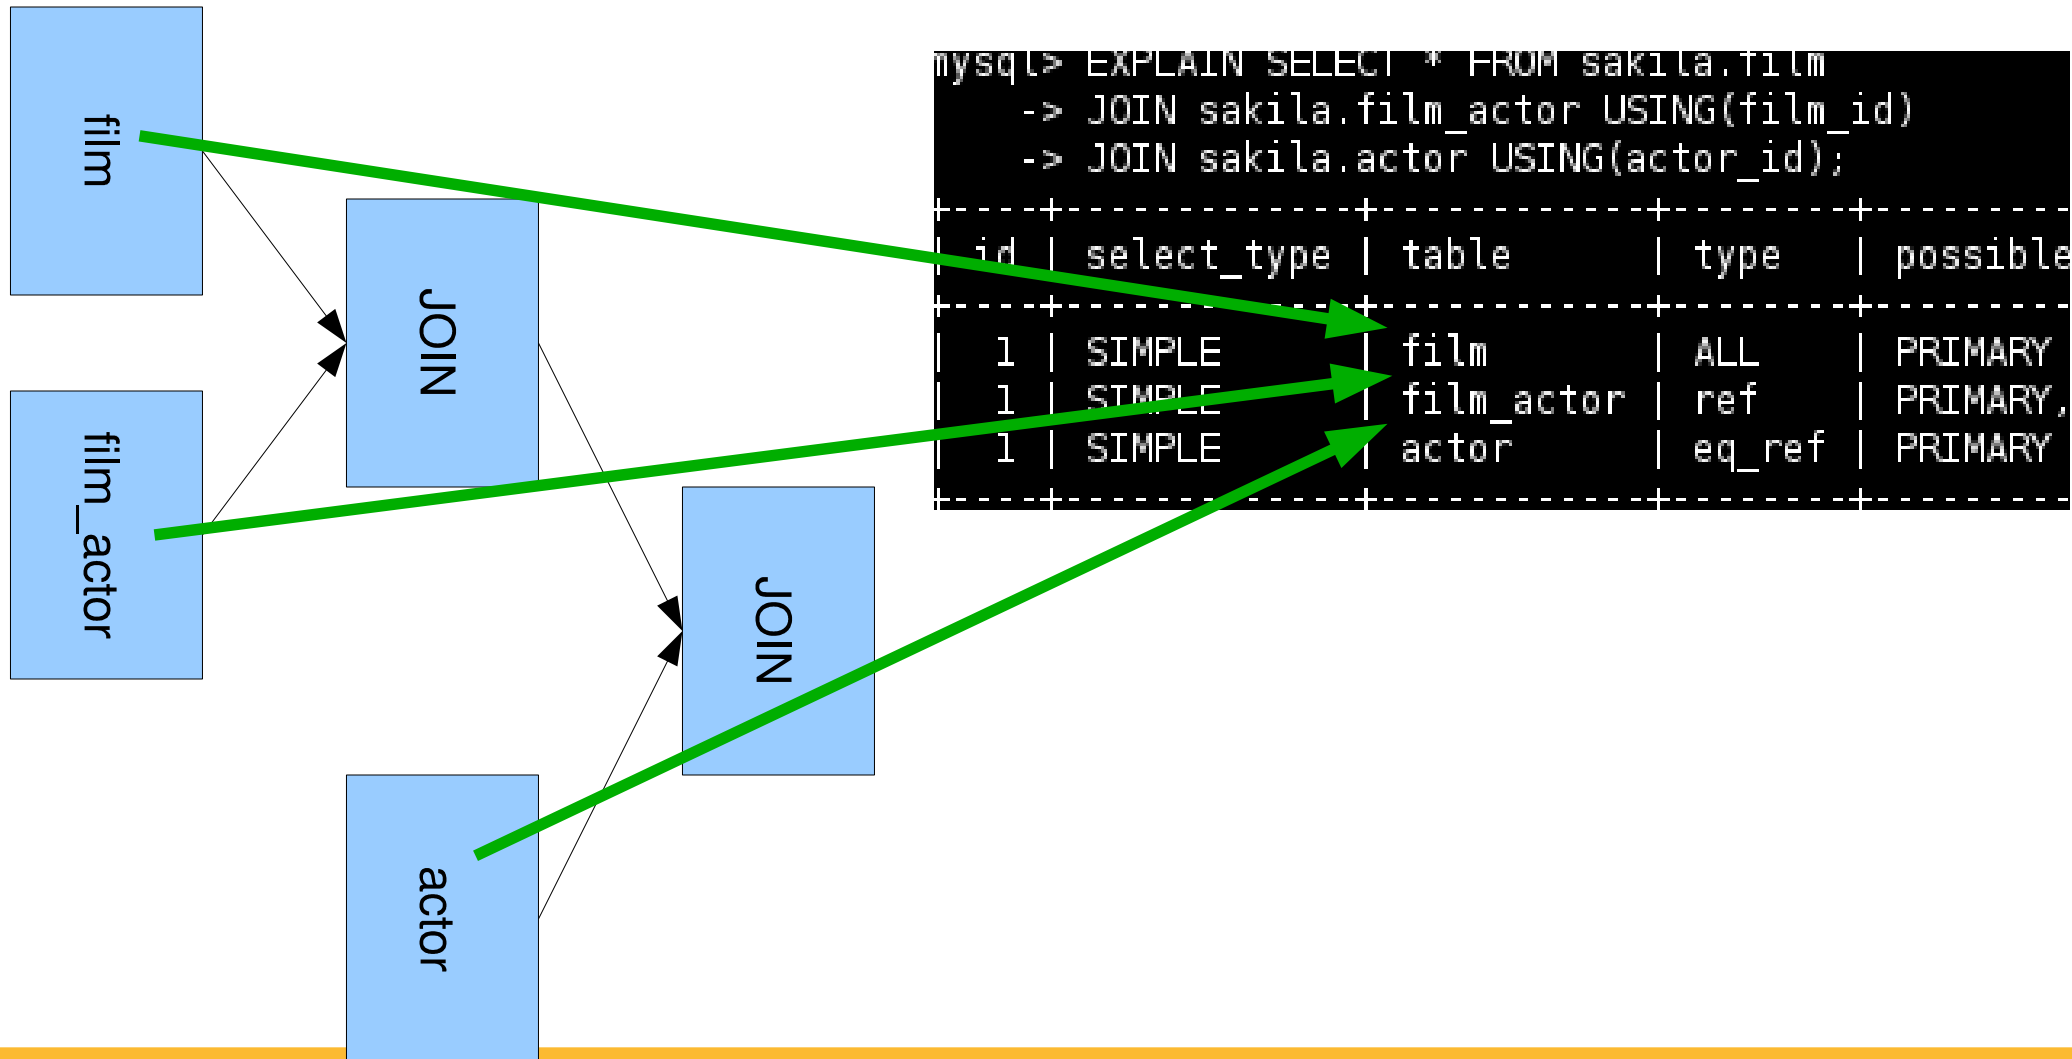 film
film_actor
JOIN
JOIN
actor
mysql> EXPLAIN SELECT * FROM sakila.film
-> JOIN sakila.film_actor USING(film_id)
-> JOIN sakila.actor USING(actor_id);
+----+-------------+------------+--------+--------
| id | select_type | table | type | possible
+----+-------------+------------+--------+--------
| 1 | SIMPLE | film | ALL | PRIMARY
| 1 | SIMPLE | film_actor | ref | PRIMARY,
| 1 | SIMPLE | actor | eq_ref | PRIMARY
+----+-------------+------------+--------+--------